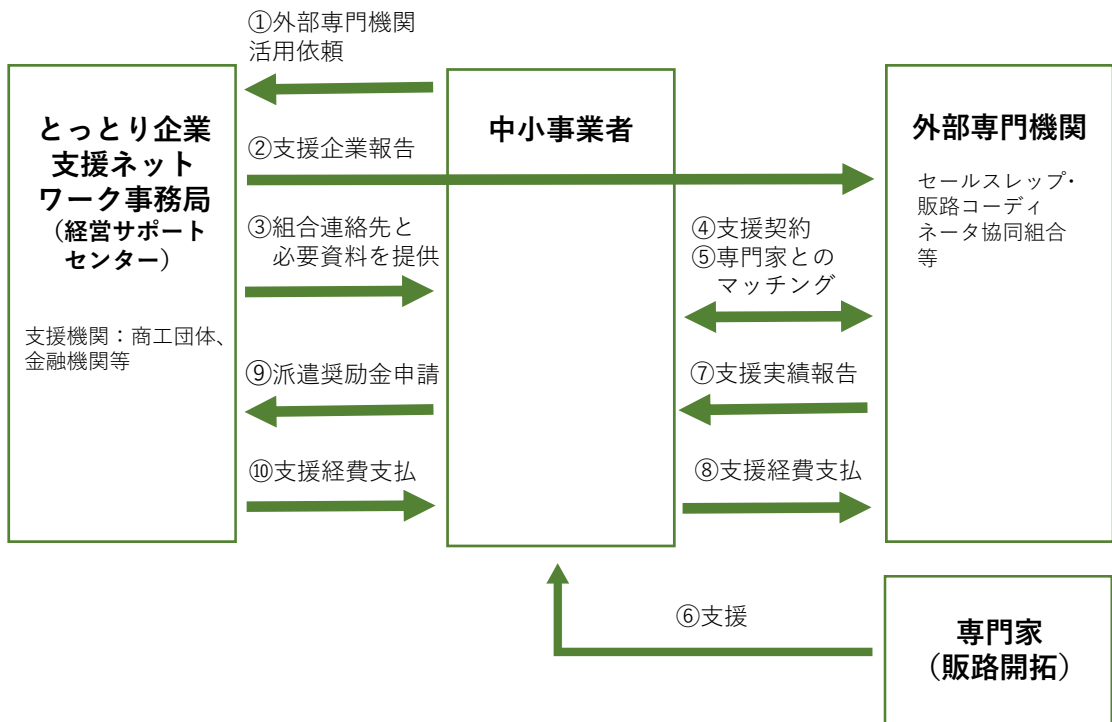 ①外部専門機関
活用依頼
とっとり企業
支援ネット
ワーク事務局
（経営サポート
センター）
支援機関：商工団体、
金融機関等
②支援企業報告
③組合連絡先と
必要資料を提供
⑨派遣奨励金申請
⑩支援経費支払
中小事業者
④支援契約
⑤専門家との
マッチング
⑦支援実績報告
⑧支援経費支払
外部専門機関
セールスレップ・
販路コーディ
ネータ協同組合
等
⑥支援
専門家
（販路開拓）